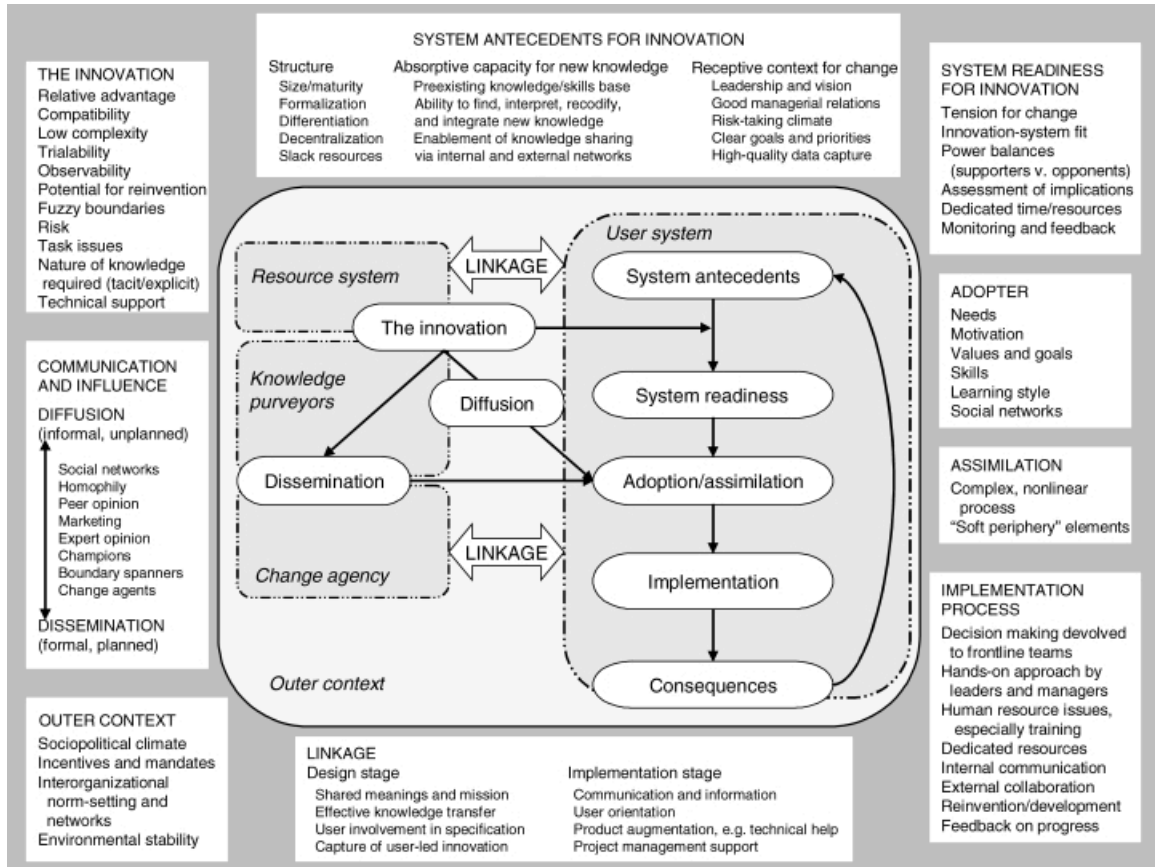 SYSTEM ANTECEDENTS FOR INNOVATION
Structure
Size/maturity
Formalization
Differentiation
Decentralization
Slack resources
Absorptive capacity for new knowledge
Preexisting knowledge/skills base
Ability to find, interpret, recodify,
and integrate new knowledge
Enablement of knowledge sharing
via internal and external networks
Receptive context for change
Leadership and vision
Good managerial relations
Risk-taking climate
Clear goals and priorities
High-quality data capture
THE INNOVATION
Relative advantage
Compatibility
Low complexity
Trialability
Observability
Potential for reinvention
Fuzzy boundaries
Risk
Task issues
Nature of knowledge
required (tacit/explicit)
Technical support
COMMUNICATION
AND INFLUENCE
DIFFUSION
(informal, unplanned)
Social networks
Homophily
Peer opinion
Marketing
Expert opinion
Champions
Boundary spanners
Change agents
DISSEMINATION
(formal, planned)
OUTER CONTEXT
Sociopolitical climate
Incentives and mandates
Interorganizational
norm-setting and
networks
Environmental stability
Resource system
LINKAGE
User system
System antecedents
The innovation
Knowledge
purveyors
Diffusion
System readiness
Dissemination
Adoption/assimilation
LINKAGE
Change agency
Implementation
Outer context
Consequences
SYSTEM READINESS
FOR INNOVATION
Tension for change
Innovation-system fit
Power balances
(supporters v. opponents)
Assessment of implications
Dedicated time/resources
Monitoring and feedback
ADOPTER
Needs
Motivation
Values and goals
Skills
Learning style
Social networks
ASSIMILATION
Complex, nonlinear
process
“Soft periphery” elements
IMPLEMENTATION
PROCESS
Decision making devolved
to frontline teams
Hands-on approach by
leaders and managers
Human resource issues,
especially training
Dedicated resources
Internal communication
External collaboration
Reinvention/development
Feedback on progress
LINKAGE
Design stage
Shared meanings and mission
Effective knowledge transfer
User involvement in specification
Capture of user-led innovation
Implementation stage
Communication and information
User orientation
Product augmentation, e.g. technical help
Project management support